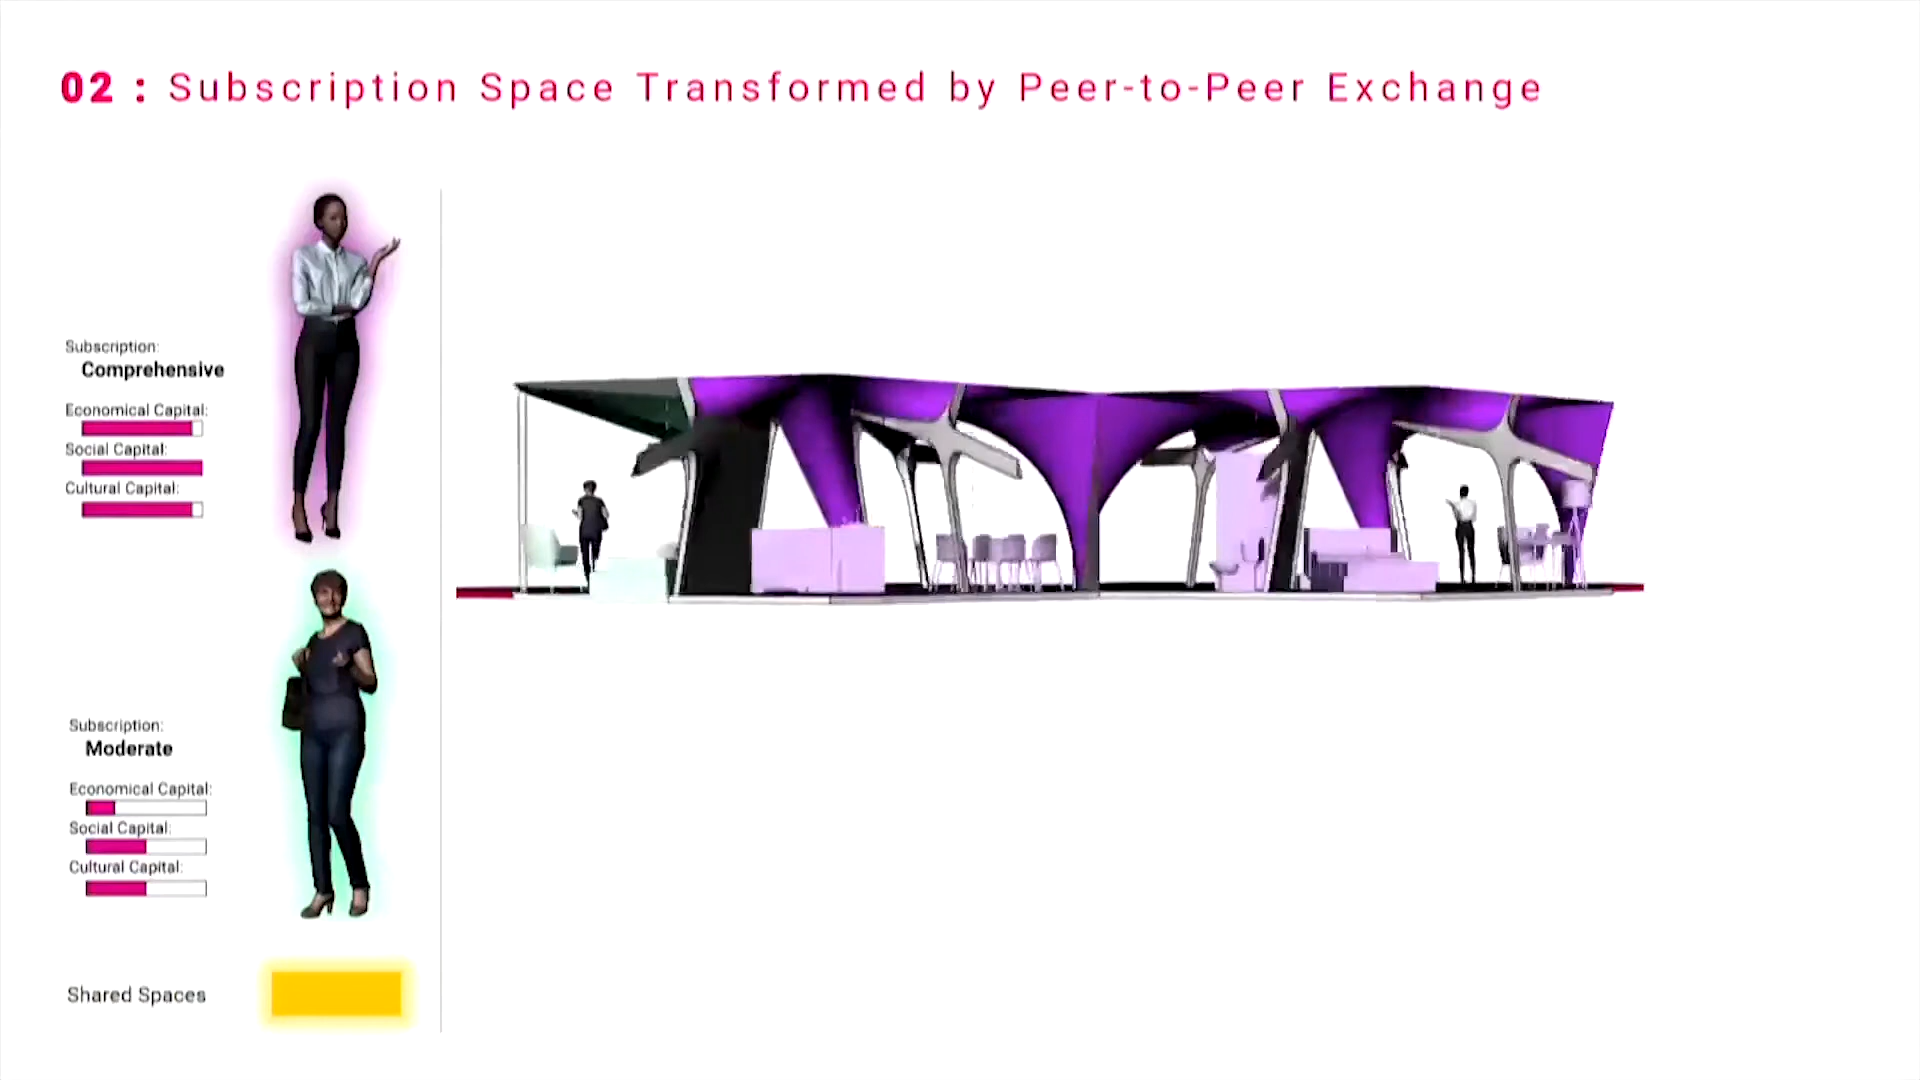 02 : Subscription Space Transformed by Peer-to-Peer Exchange
Subscription:
Comprehensive
Economical Capital:
Social Capital:
Cultural Capital:
Subscription:
Moderate
Economical Capital:
Social Capital:
Cultural Capital:
Shared Spaces